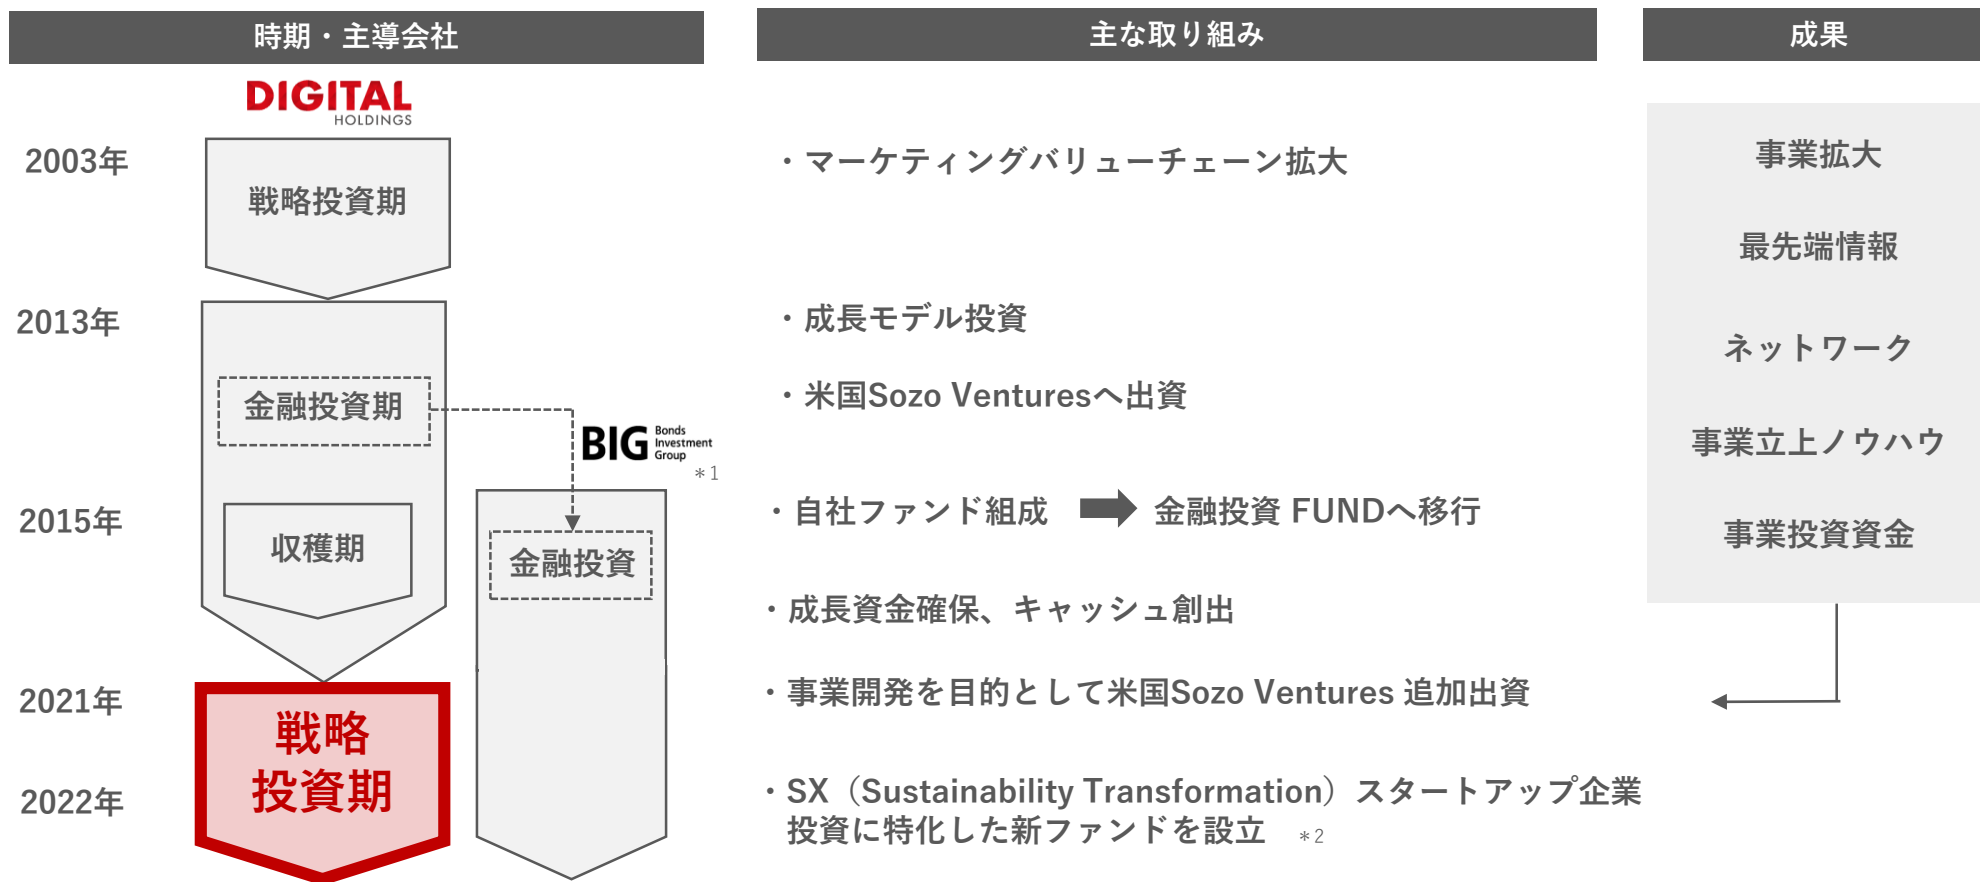 時期・主導会社
主な取り組み
成果
DIGITAL
HOLDINGS
2003年
戦略投資期
・マーケティングバリューチェーン拡大
事業拡大
最先端情報
2013年
・成長モデル投資
ネットワーク
金融投資期
・米国Sozo Venturesへ出資
BIG Bonds
Investment
Group
＊1
事業立上ノウハウ
2015年
収穫期
金融投資
・自社ファンド組成 金融投資 FUNDへ移行
事業投資資金
・成長資金確保、キャッシュ創出
2021年
戦略
投資期
・事業開発を目的として米国Sozo Ventures 追加出資
2022年
・SX（Sustainability Transformation）スタートアップ企業
投資に特化した新ファンドを設立 ＊2